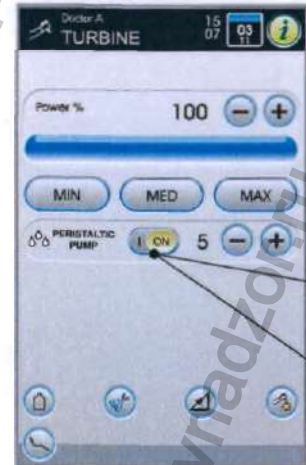 Doctor A
TURBINE
15
07
03
11
i
Power %
100
MIN
MED
MAX
PERISTALTIC
PUMP
I ON
5